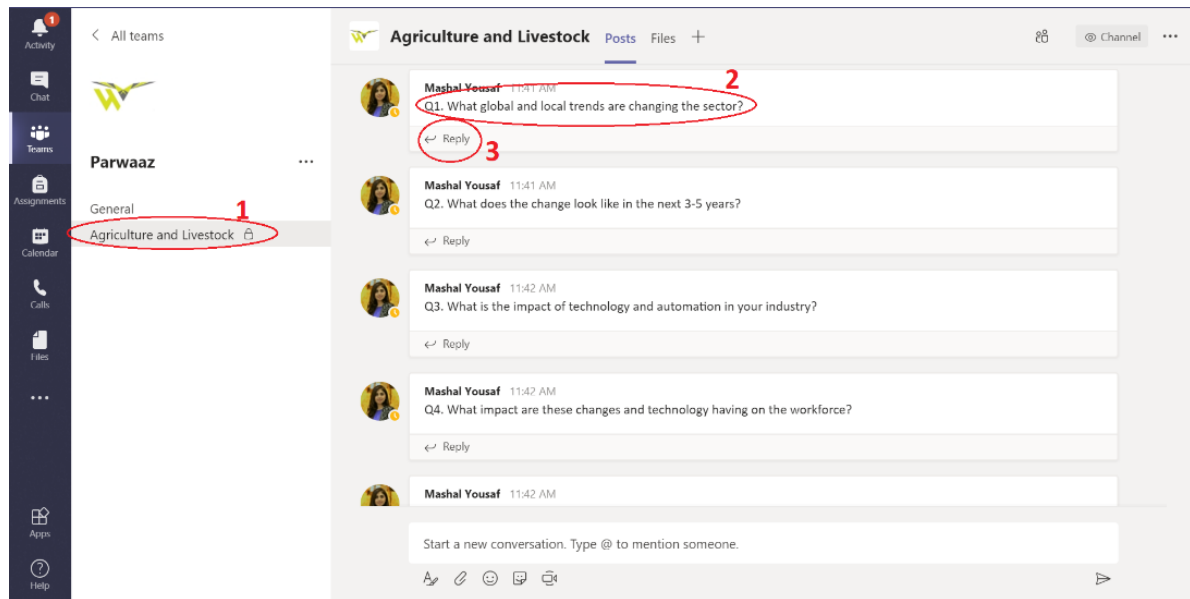 1
Activity
Chat
Teams
Assignments
Calendar
Calls
Files
Apps
Help
All teams
Parwaaz
General
1
Agriculture and Livestock
Agriculture and Livestock Posts Files +
Channel
Mashal Yousaf 11:41 AM
2
Q1. What global and local trends are changing the sector?
Reply
3
Mashal Yousaf 11:41 AM
Q2. What does the change look like in the next 3-5 years?
Reply
Mashal Yousaf 11:42 AM
Q3. What is the impact of technology and automation in your industry?
Reply
Mashal Yousaf 11:42 AM
Q4. What impact are these changes and technology having on the workforce?
Reply
Mashal Yousaf 11:42 AM
Start a new conversation. Type @ to mention someone.